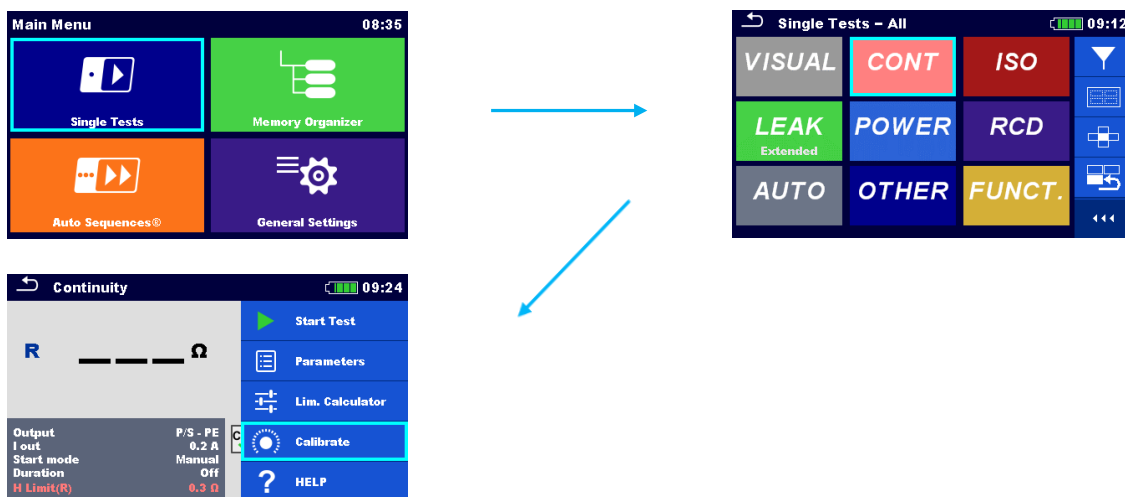 Main Menu 08:35
Single Tests
Memory Organizer
Auto Sequences®
General Settings
Single Tests – All 09:12
VISUAL CONT ISO
LEAK POWER RCD
Extended
AUTO OTHER FUNCT.
Continuity 09:24
R ___ Ω
Output P/S - PE
I out 0.2 A
Start mode Manual
Duration Off
H Limit(R) 0.3 Ω
C
Start Test
Parameters
Lim. Calculator
Calibrate
? HELP